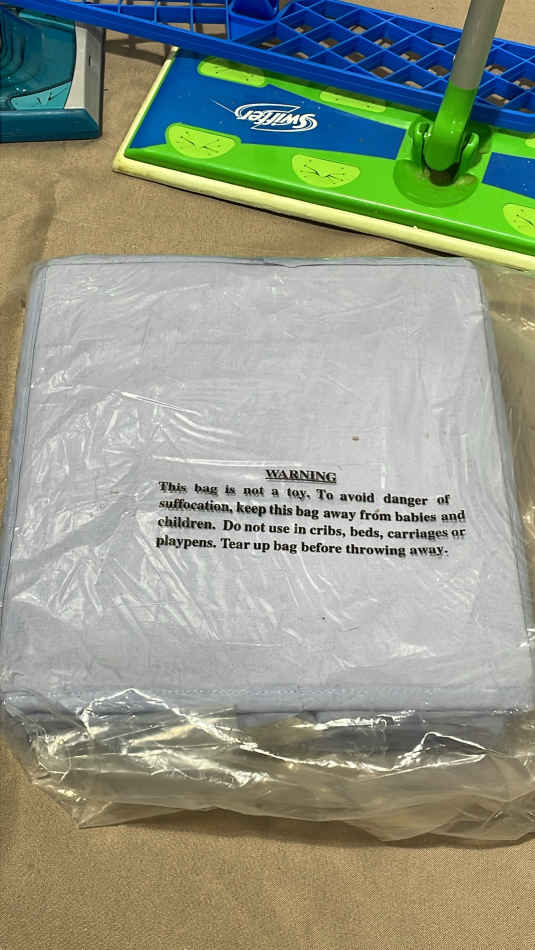 Swiffer
WARNING
This bag is not a toy. To avoid danger of
suffocation, keep this bag away from babies and
children. Do not use in cribs, beds, carriages or
playpens. Tear up bag before throwing away.